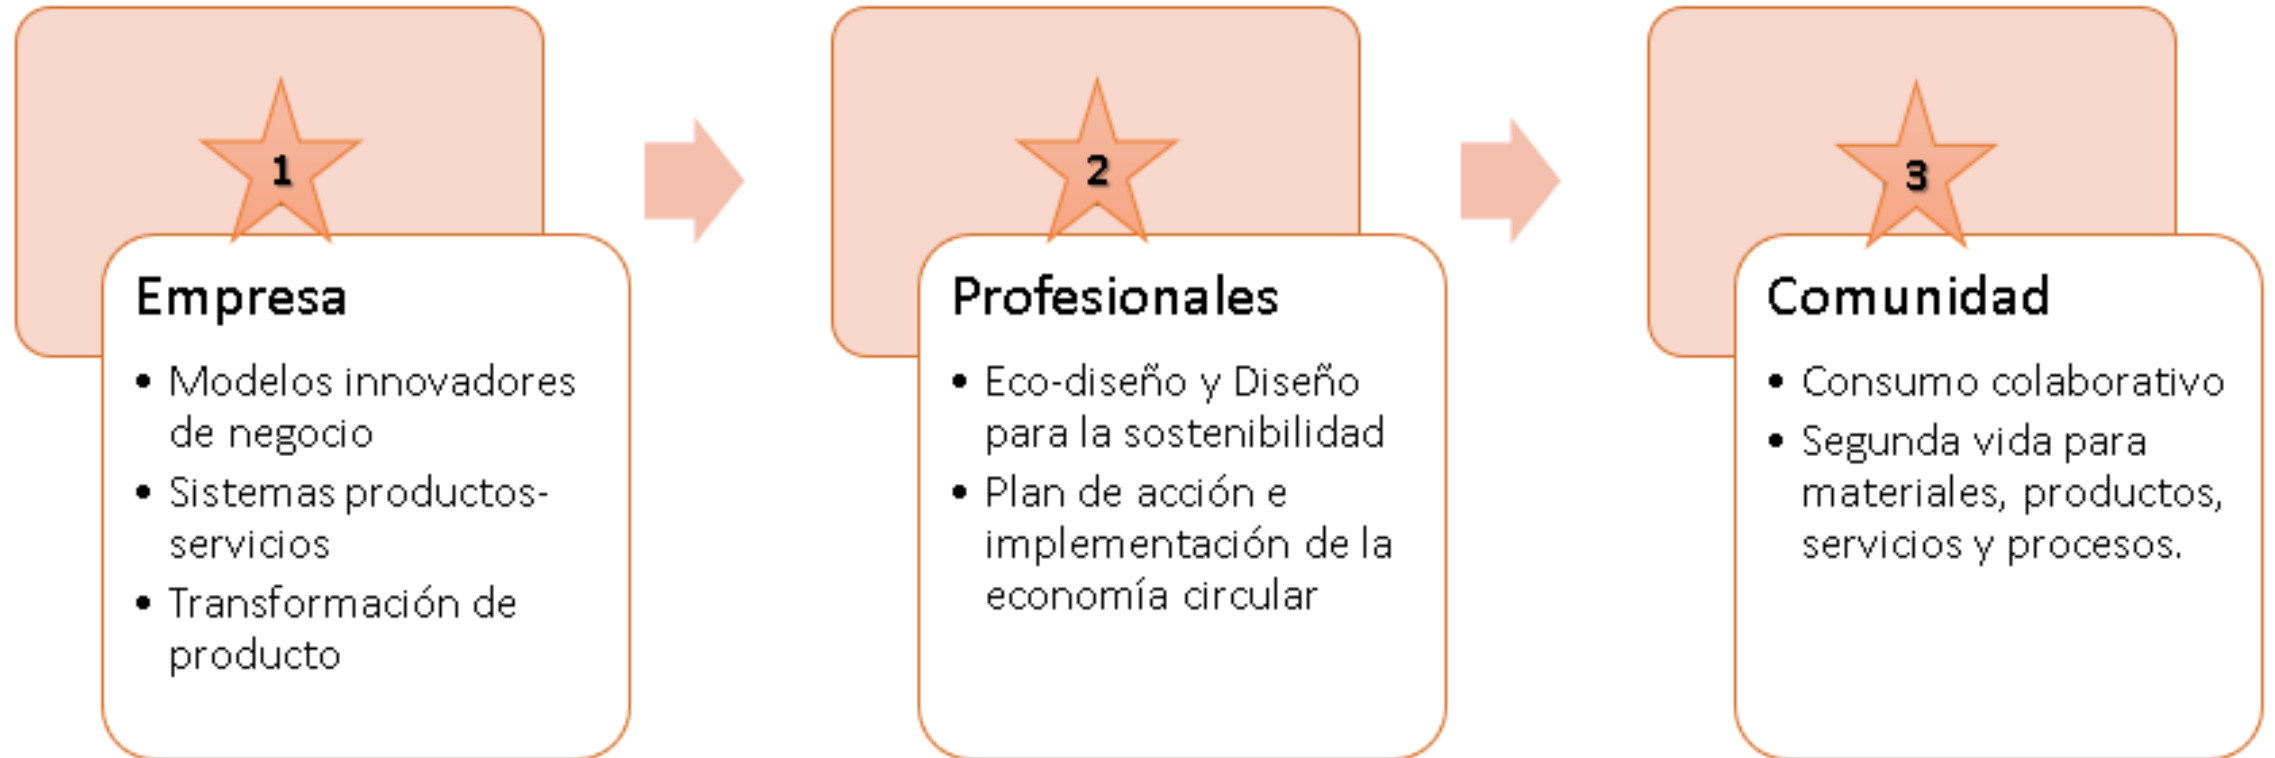 1
Empresa
• Modelos innovadores
de negocio
• Sistemas productos-
servicios
• Transformación de
producto
2
Profesionales
• Eco-diseño y Diseño
para la sostenibilidad
• Plan de acción e
implementación de la
economía circular
3
Comunidad
• Consumo colaborativo
• Segunda vida para
materiales, productos,
servicios y procesos.